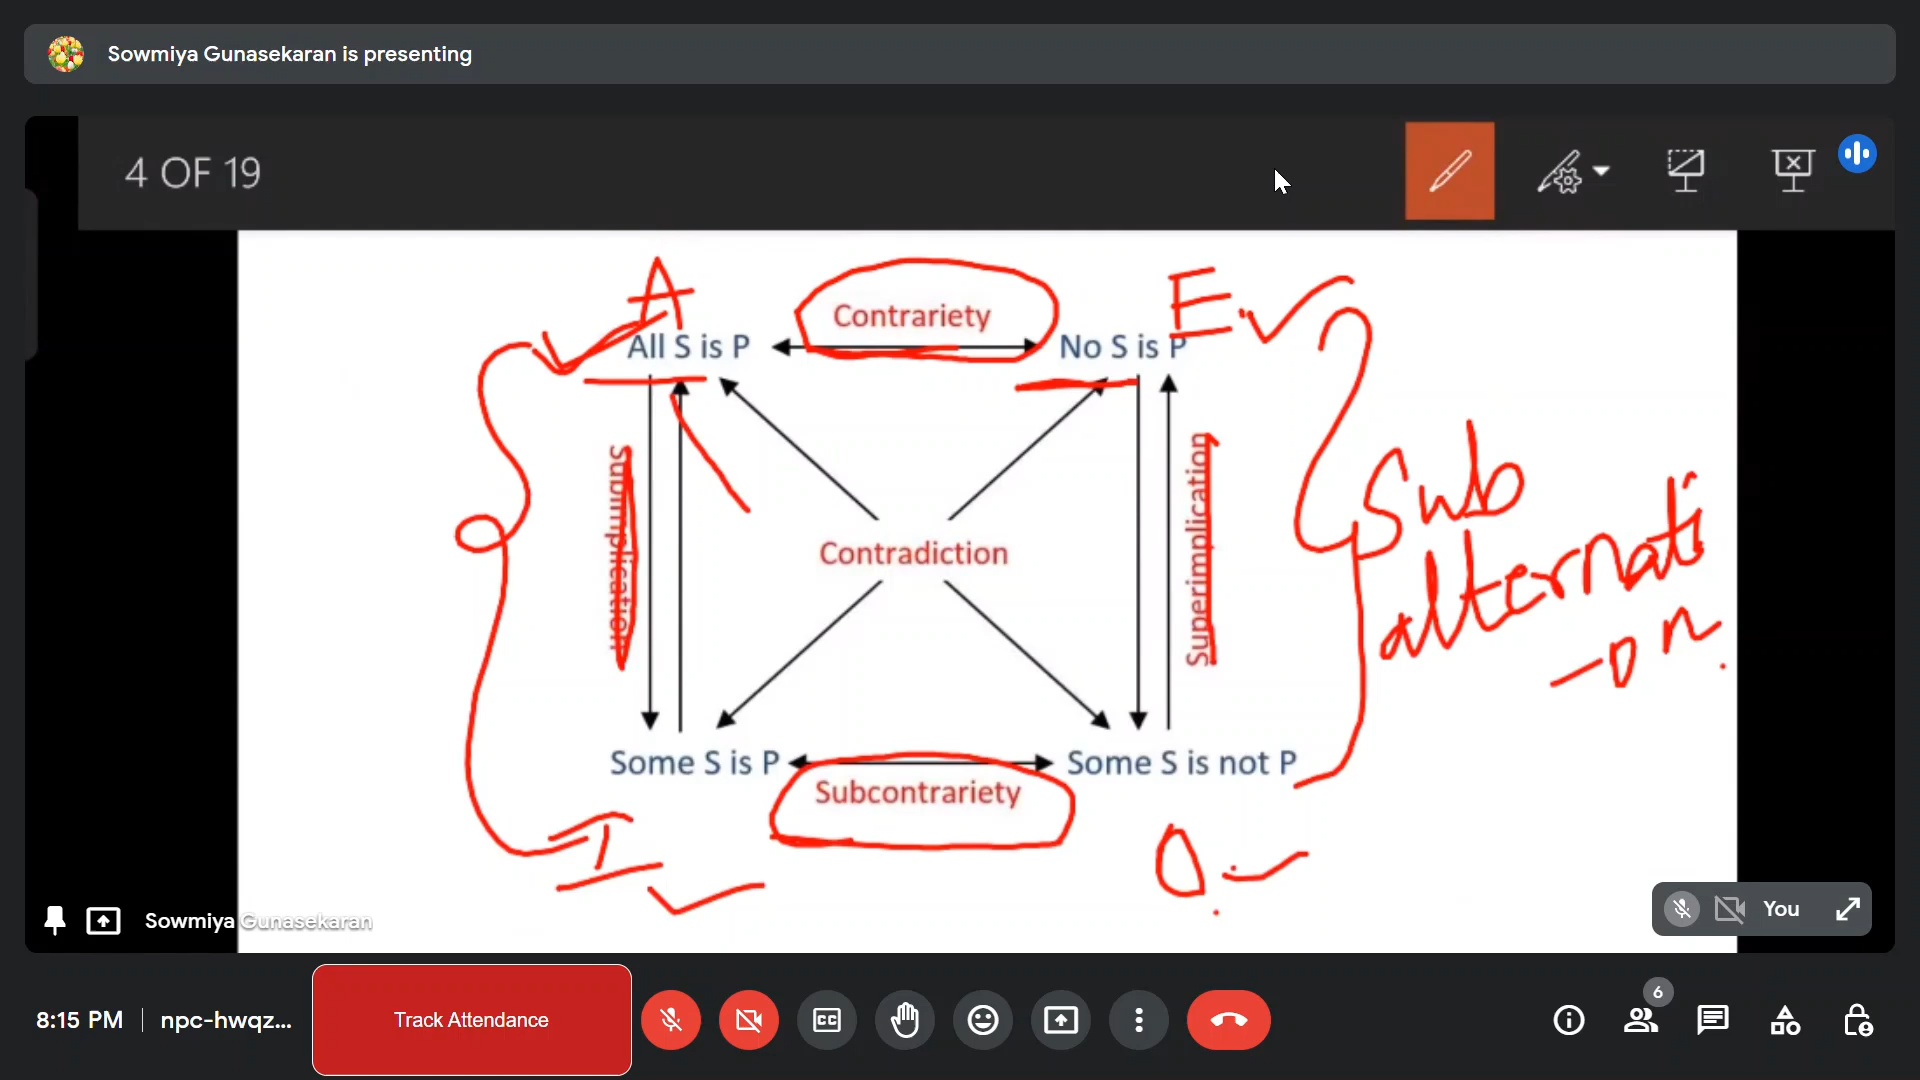 Sowmiya Gunasekaran is presenting
4 OF 19
A
Contrariety
E
All S is P
No S is P
Subimplication
Contradiction
Superimplication
Sub
alternati
-on.
Some S is P
Some S is not P
Subcontrariety
I
O
Sowmiya Gunasekaran
You
8:15 PM | npc-hwqz...
Track Attendance
CC
6